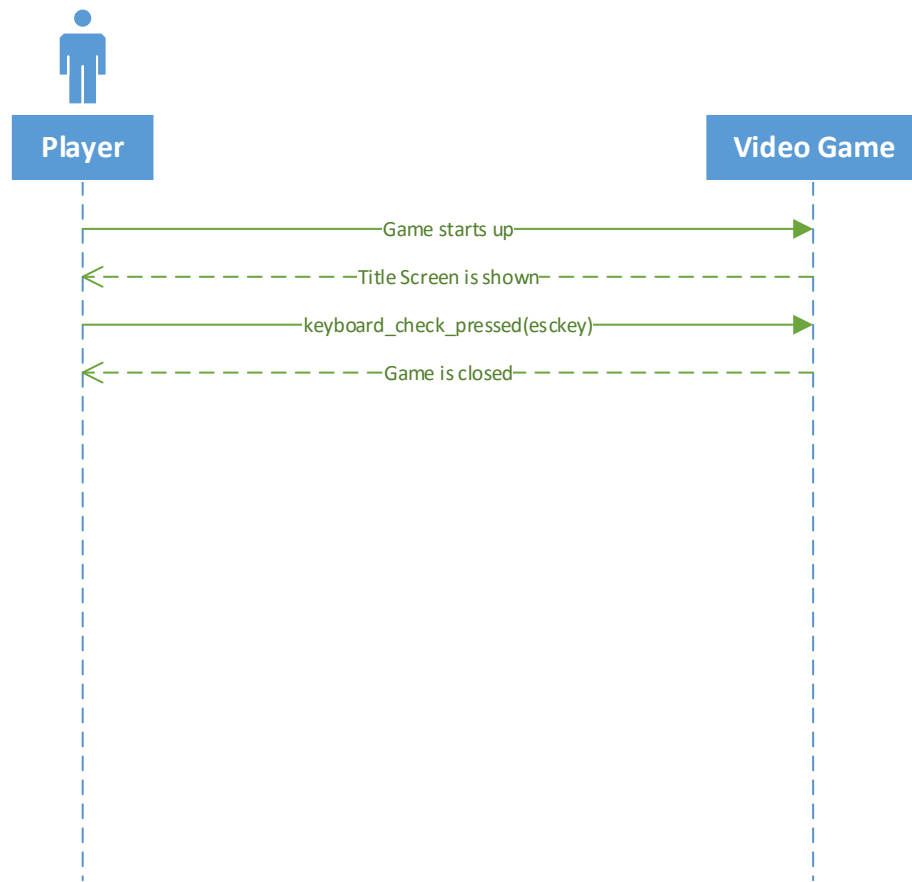 Player
Video Game
Game starts up
Title Screen is shown
keyboard_check_pressed(esckey)
Game is closed